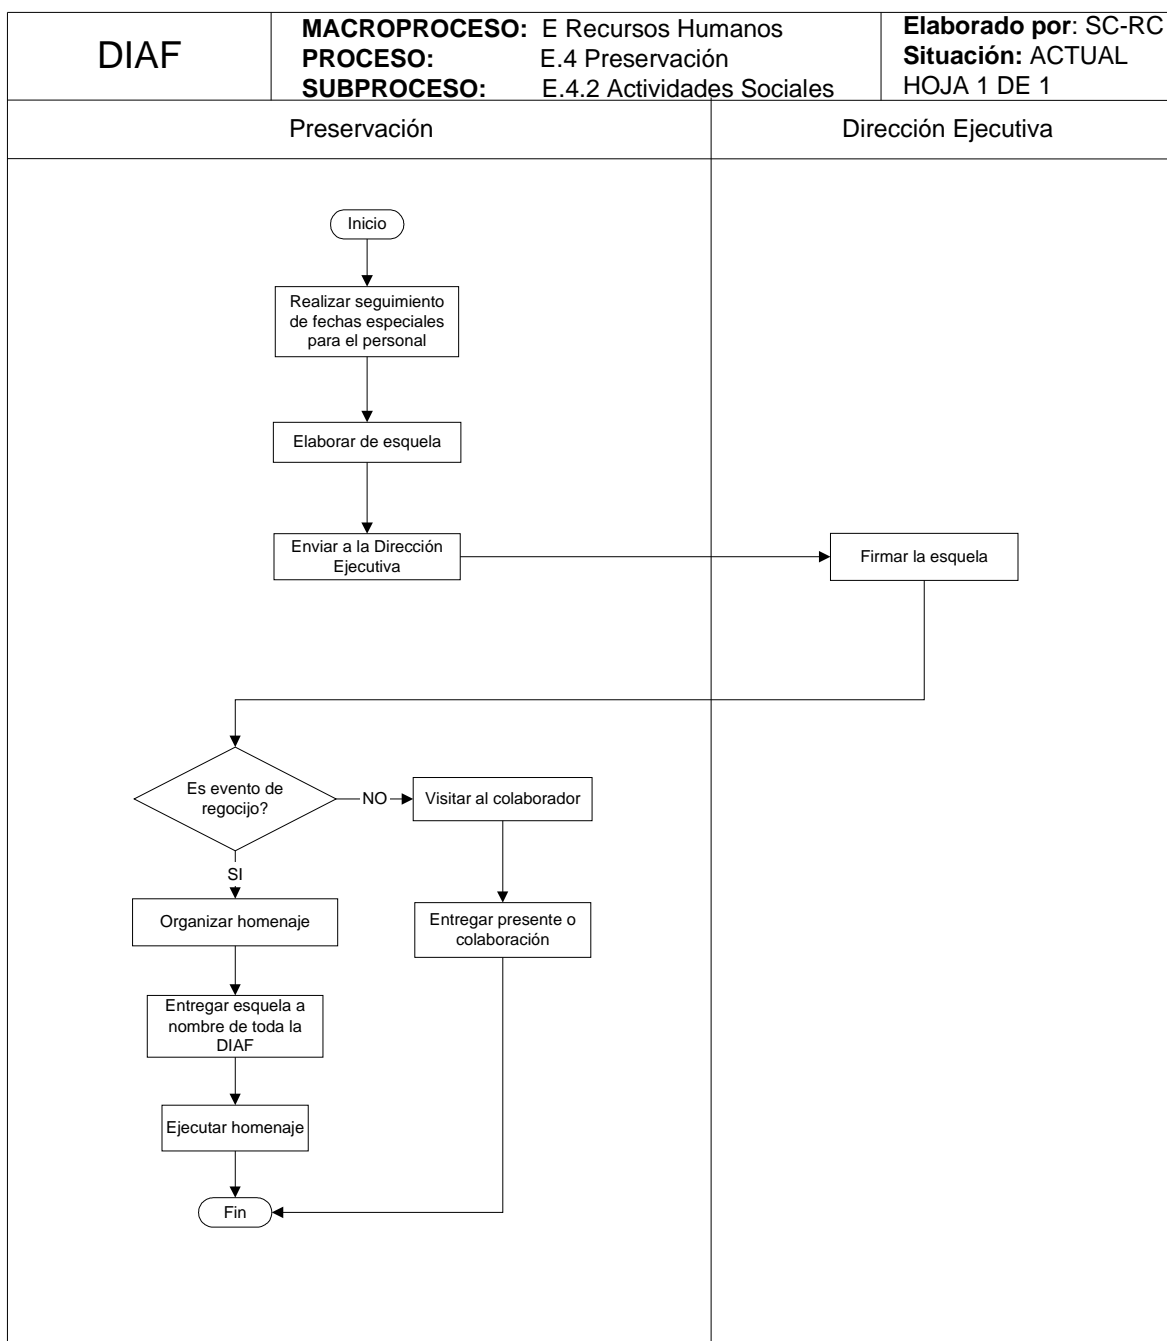 DIAF
MACROPROCESO: E Recursos Humanos
PROCESO: E.4 Preservación
SUBPROCESO: E.4.2 Actividades Sociales
Elaborado por: SC-RC
Situación: ACTUAL
HOJA 1 DE 1
Preservación
Dirección Ejecutiva
Inicio
Realizar seguimiento
de fechas especiales
para el personal
Elaborar de esquela
Enviar a la Dirección
Ejecutiva
Firmar la esquela
Es evento de
regocijo?
NO
Visitar al colaborador
SI
Organizar homenaje
Entregar presente o
colaboración
Entregar esquela a
nombre de toda la
DIAF
Ejecutar homenaje
Fin